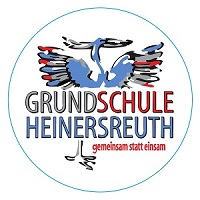 GRUNDSCHULE
HEINERSREUTH
gemeinsam statt einsam